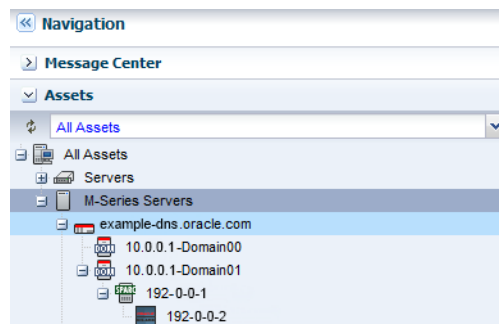 Navigation
Message Center
Assets
All Assets
All Assets
Servers
M-Series Servers
example-dns.oracle.com
10.0.0.1-Domain00
10.0.0.1-Domain01
192-0-0-1
192-0-0-2